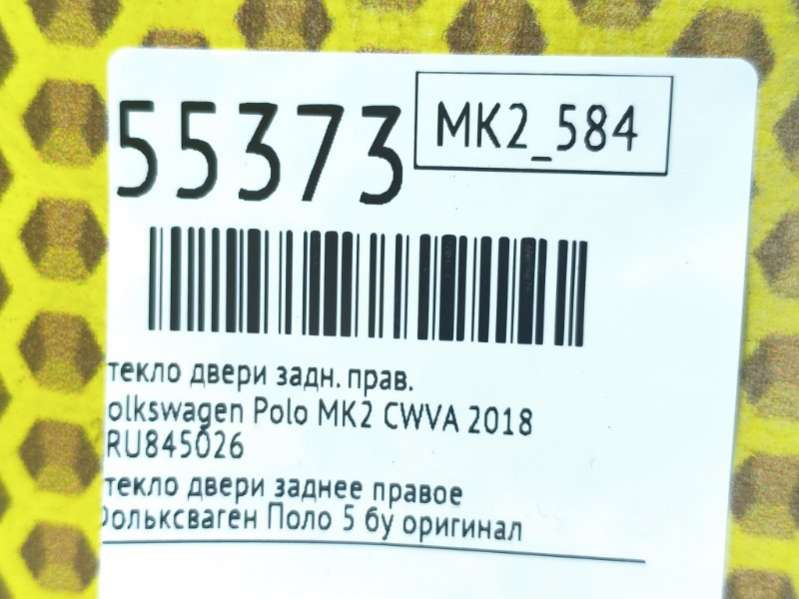 55373
MK2_584
текло двери задн. прав.
olkswagen Polo MK2 CWVA 2018
RU845026
текло двери заднее правое
Фольксваген Поло 5 бу оригинал